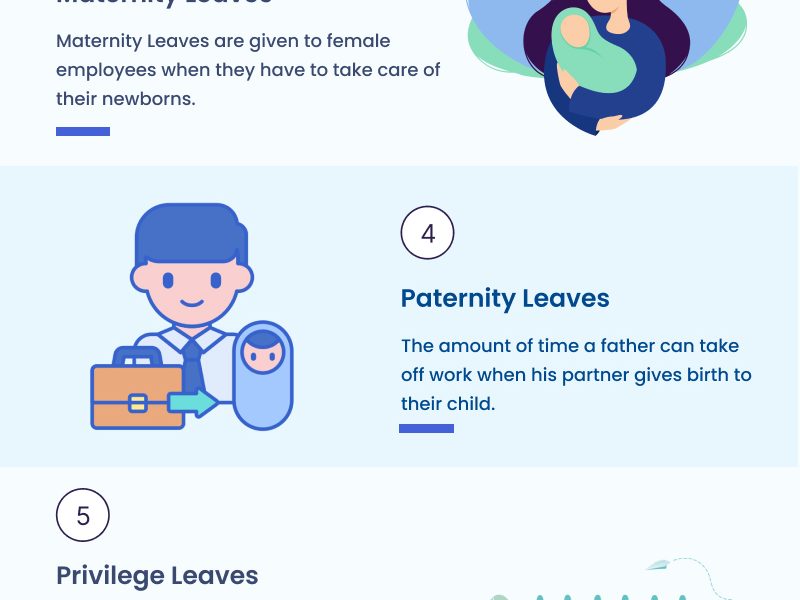 Maternity Leaves
Maternity Leaves are given to female
employees when they have to take care of
their newborns.
4
Paternity Leaves
The amount of time a father can take
off work when his partner gives birth to
their child.
5
Privilege Leaves